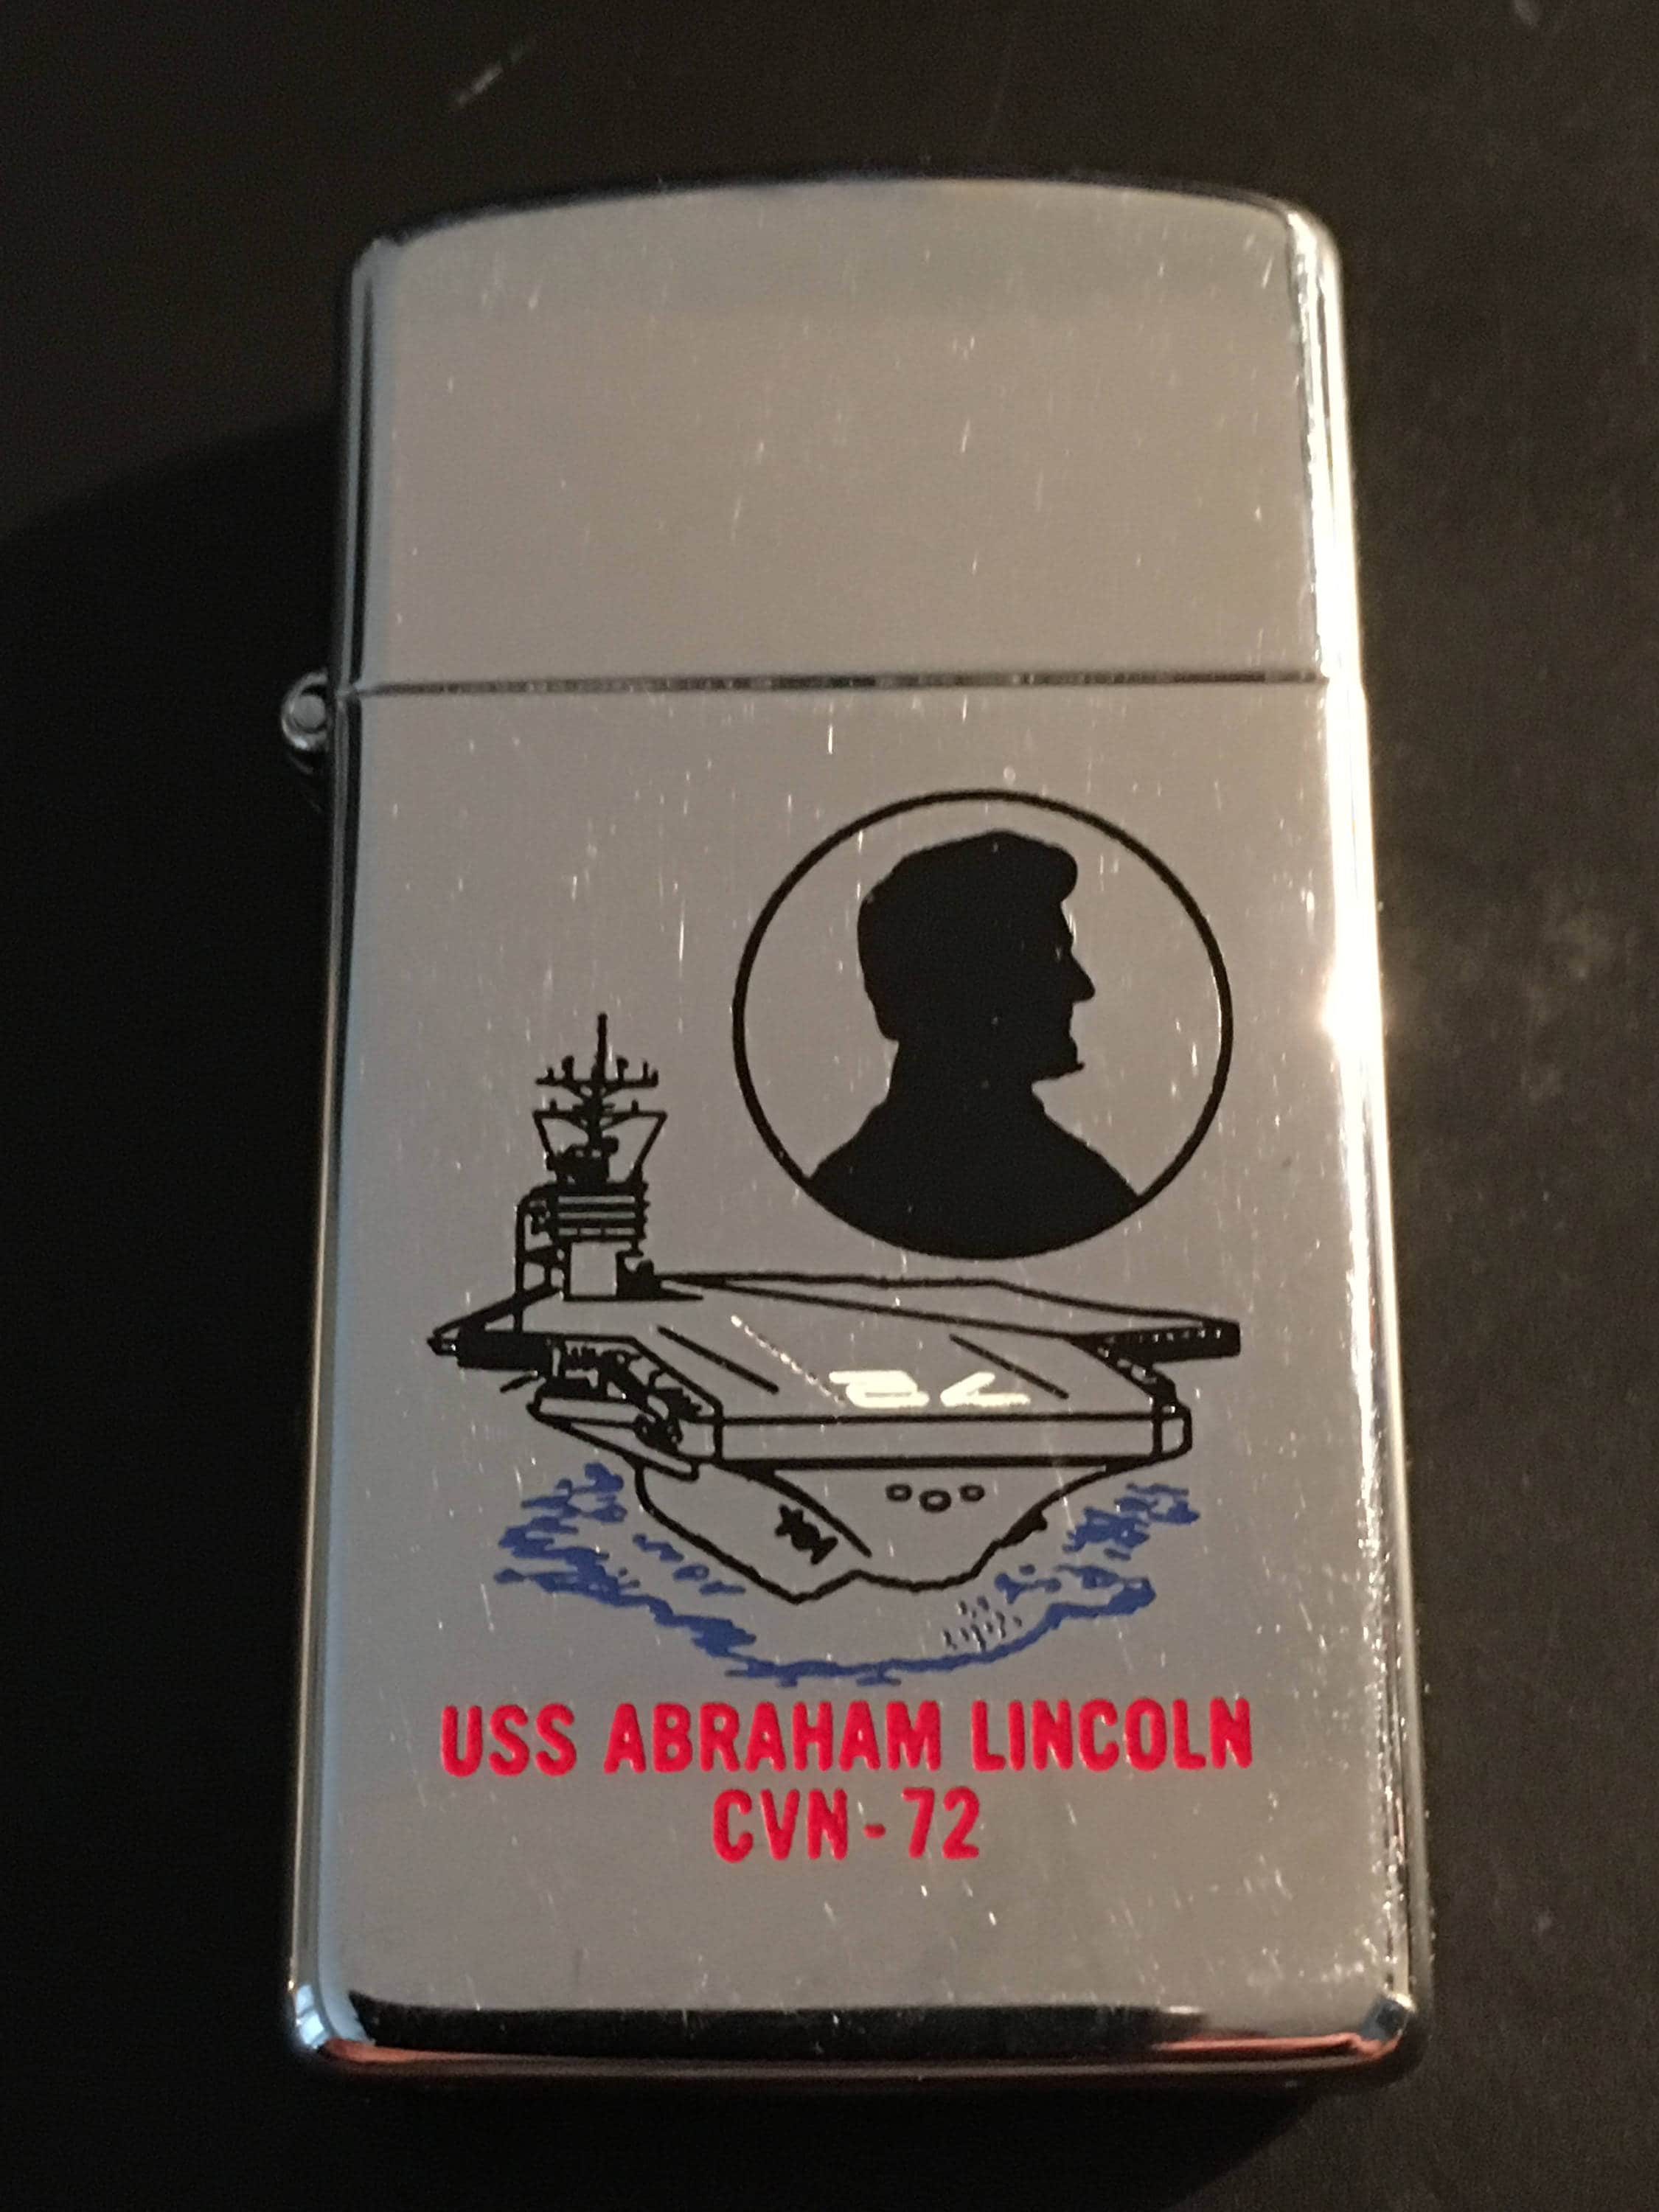 72
USS ABRAHAM LINCOLN
CVN-72